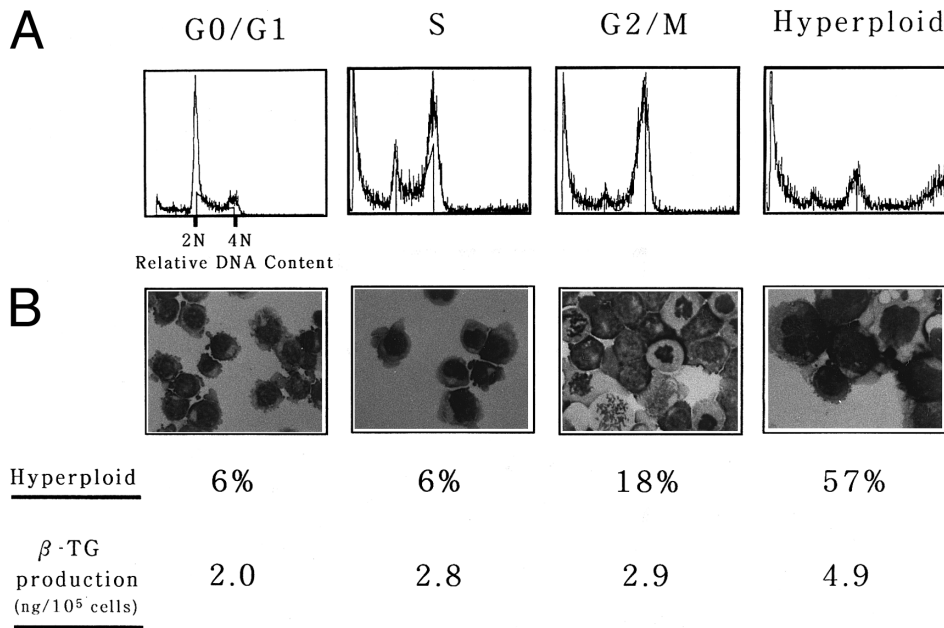 A
G0/G1 S G2/M Hyperploid
2N 4N
Relative DNA Content
B
Hyperploid 6% 6% 18% 57%
β-TG
production 2.0 2.8 2.9 4.9
(ng/10⁵ cells)